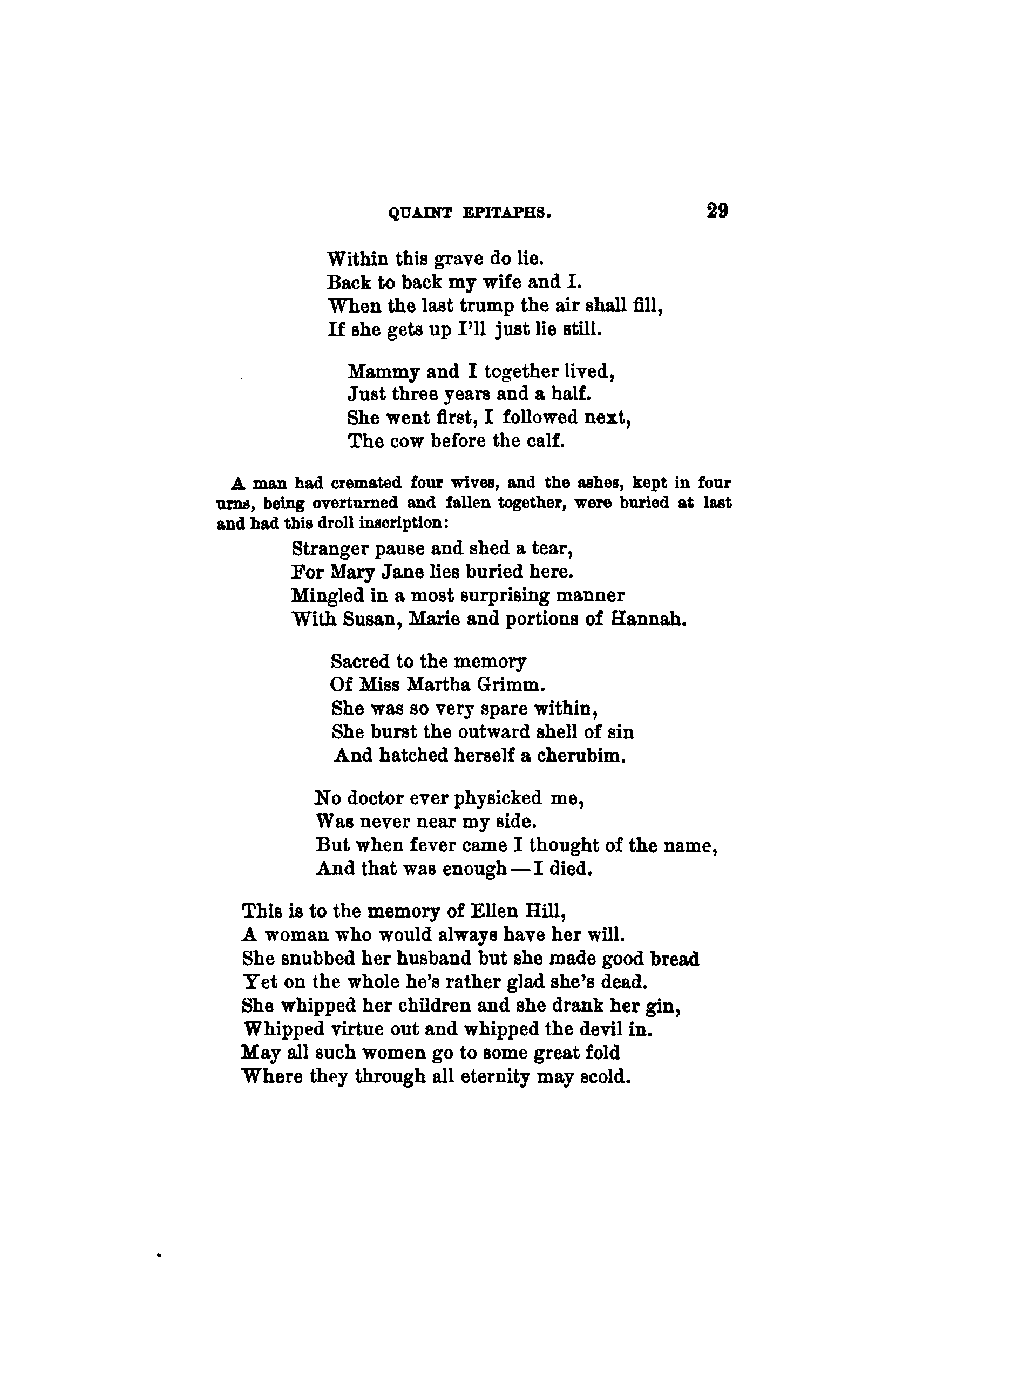 QUAINT EPITAPHS. 29
Within this grave do lie.
Back to back my wife and I.
When the last trump the air shall fill,
If she gets up I'll just lie still.
Mammy and I together lived,
Just three years and a half.
She went first, I followed next,
The cow before the calf.
A man had cremated four wives, and the ashes, kept in four
urns, being overturned and fallen together, were buried at last
and had this droll inscription:
Stranger pause and shed a tear,
For Mary Jane lies buried here.
Mingled in a most surprising manner
With Susan, Marie and portions of Hannah.
Sacred to the memory
Of Miss Martha Grimm.
She was so very spare within,
She burst the outward shell of sin
And hatched herself a cherubim.
No doctor ever physicked me,
Was never near my side.
But when fever came I thought of the name,
And that was enough—I died.
This is to the memory of Ellen Hill,
A woman who would always have her will.
She snubbed her husband but she made good bread
Yet on the whole he's rather glad she's dead.
She whipped her children and she drank her gin,
Whipped virtue out and whipped the devil in.
May all such women go to some great fold
Where they through all eternity may scold.